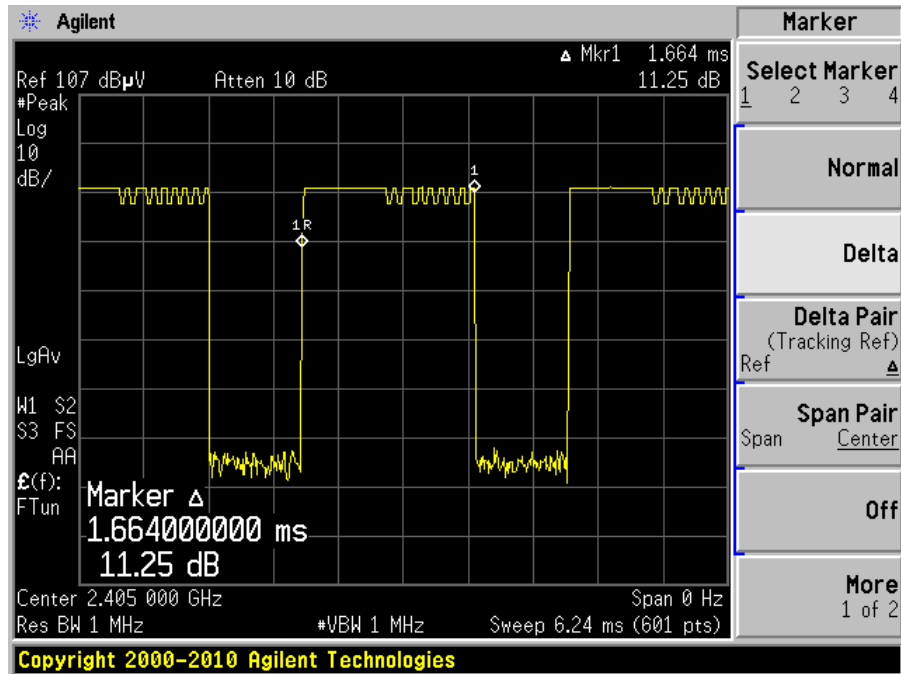 Agilent
Δ Mkr1 1.664 ms
Ref 107 dBµV Atten 10 dB 11.25 dB
#Peak
Log
10
dB/
1
1R
LgAv
W1 S2
S3 FS
AA
£(f):
FTun
Marker Δ
1.664000000 ms
11.25 dB
Center 2.405 000 GHz Span 0 Hz
Res BW 1 MHz #VBW 1 MHz Sweep 6.24 ms (601 pts)
Copyright 2000-2010 Agilent Technologies
Marker
Select Marker
1 2 3 4
Normal
Delta
Delta Pair
(Tracking Ref)
Ref Δ
Span Pair
Span Center
Off
More
1 of 2